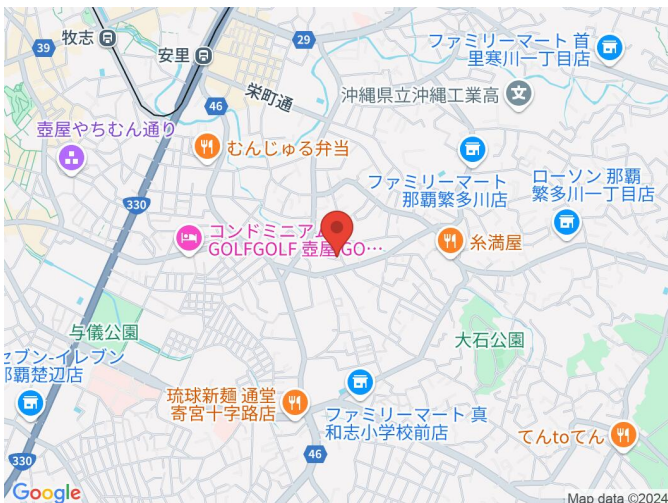 牧志
安里
39
29
ファミリーマート 首
里寒川一丁目店
46
栄町通
沖縄県立沖縄工業高
壺屋やちむん通り
むんじゅる弁当
ファミリーマート
那覇繁多川店
ローソン 那覇
繁多川一丁目店
330
コンドミニアム
GOLFGOLF 壺屋 GO…
糸満屋
与儀公園
大石公園
セブン-イレブン
那覇楚辺店
琉球新麺 通堂
寄宮十字路店
ファミリーマート 真
和志小学校前店
てんtoてん
46
330
Google
Map data ©2024